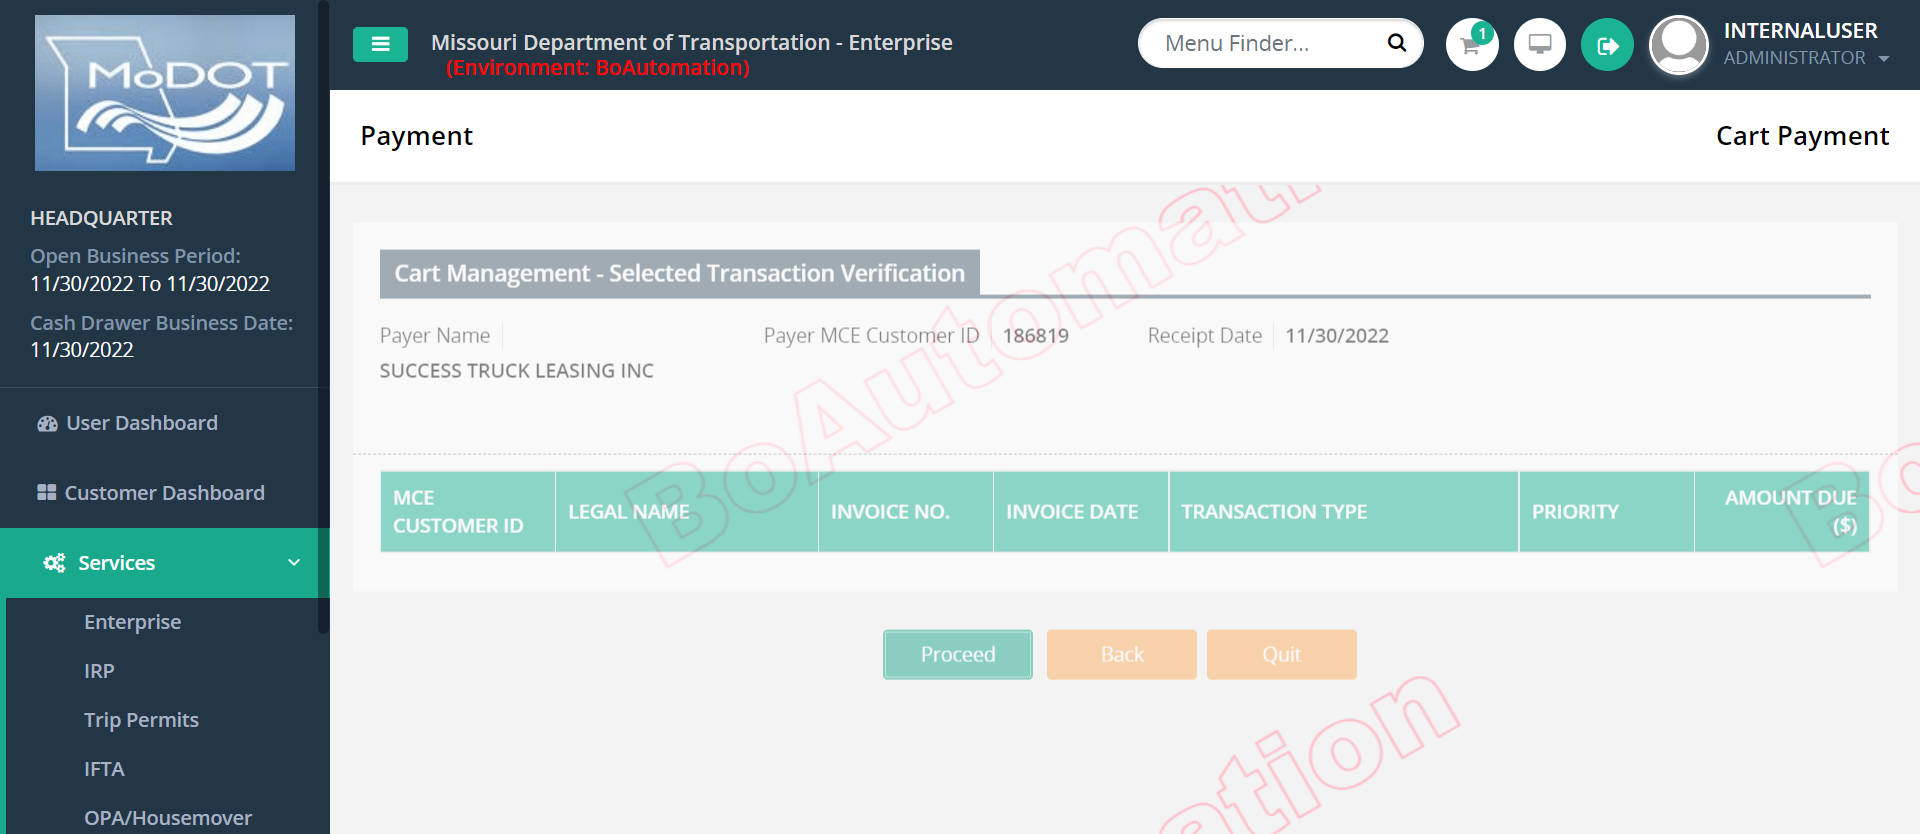 MoDOT
HEADQUARTER
Open Business Period:
11/30/2022 To 11/30/2022
Cash Drawer Business Date:
11/30/2022
User Dashboard
Customer Dashboard
Services
Enterprise
IRP
Trip Permits
IFTA
OPA/Housemover
Missouri Department of Transportation - Enterprise
(Environment: BoAutomation)
Menu Finder...
1
INTERNALUSER
ADMINISTRATOR
Payment
Cart Payment
Cart Management - Selected Transaction Verification
Payer Name
SUCCESS TRUCK LEASING INC
Payer MCE Customer ID 186819
Receipt Date 11/30/2022
MCE
CUSTOMER ID
LEGAL NAME
INVOICE NO.
INVOICE DATE
TRANSACTION TYPE
PRIORITY
AMOUNT DUE
($)
Proceed
Back
Quit
BoAutomati
Bo
ation